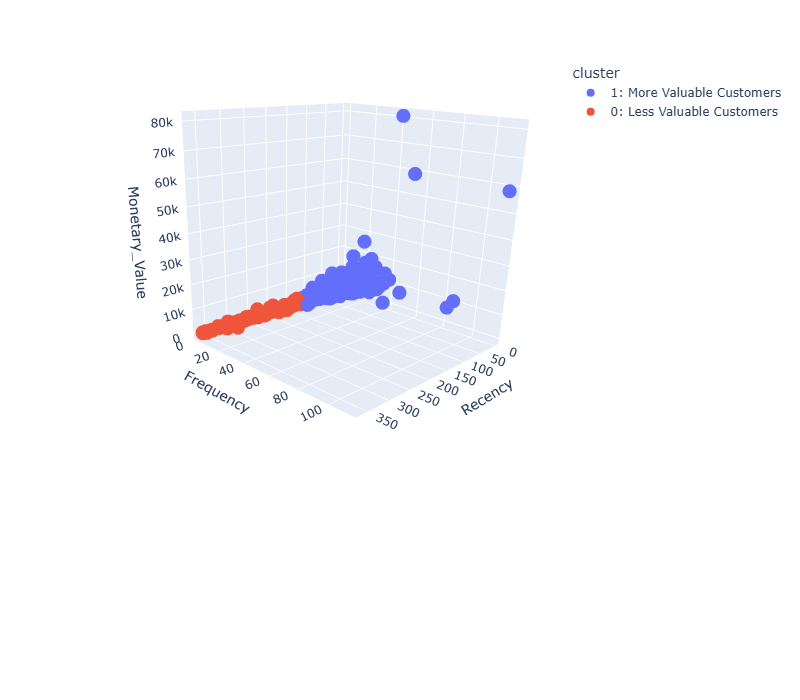 cluster
1: More Valuable Customers
0: Less Valuable Customers
80k
70k
60k
50k
40k
30k
20k
10k
0
Monetary_Value
0
20
40
60
80
100
Frequency
0
50
100
150
200
250
300
350
Recency